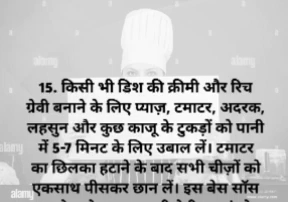 15. किसी भी डिश की क्रीमी और रिच
ग्रेवी बनाने के लिए प्याज़, टमाटर, अदरक,
लहसुन और कुछ काजू के टुकड़ों को पानी
में 5-7 मिनट के लिए उबाल लें। टमाटर
का छिलका हटाने के बाद सभी चीज़ों को
एकसाथ पीसकर छान लें। इस बेस सॉस